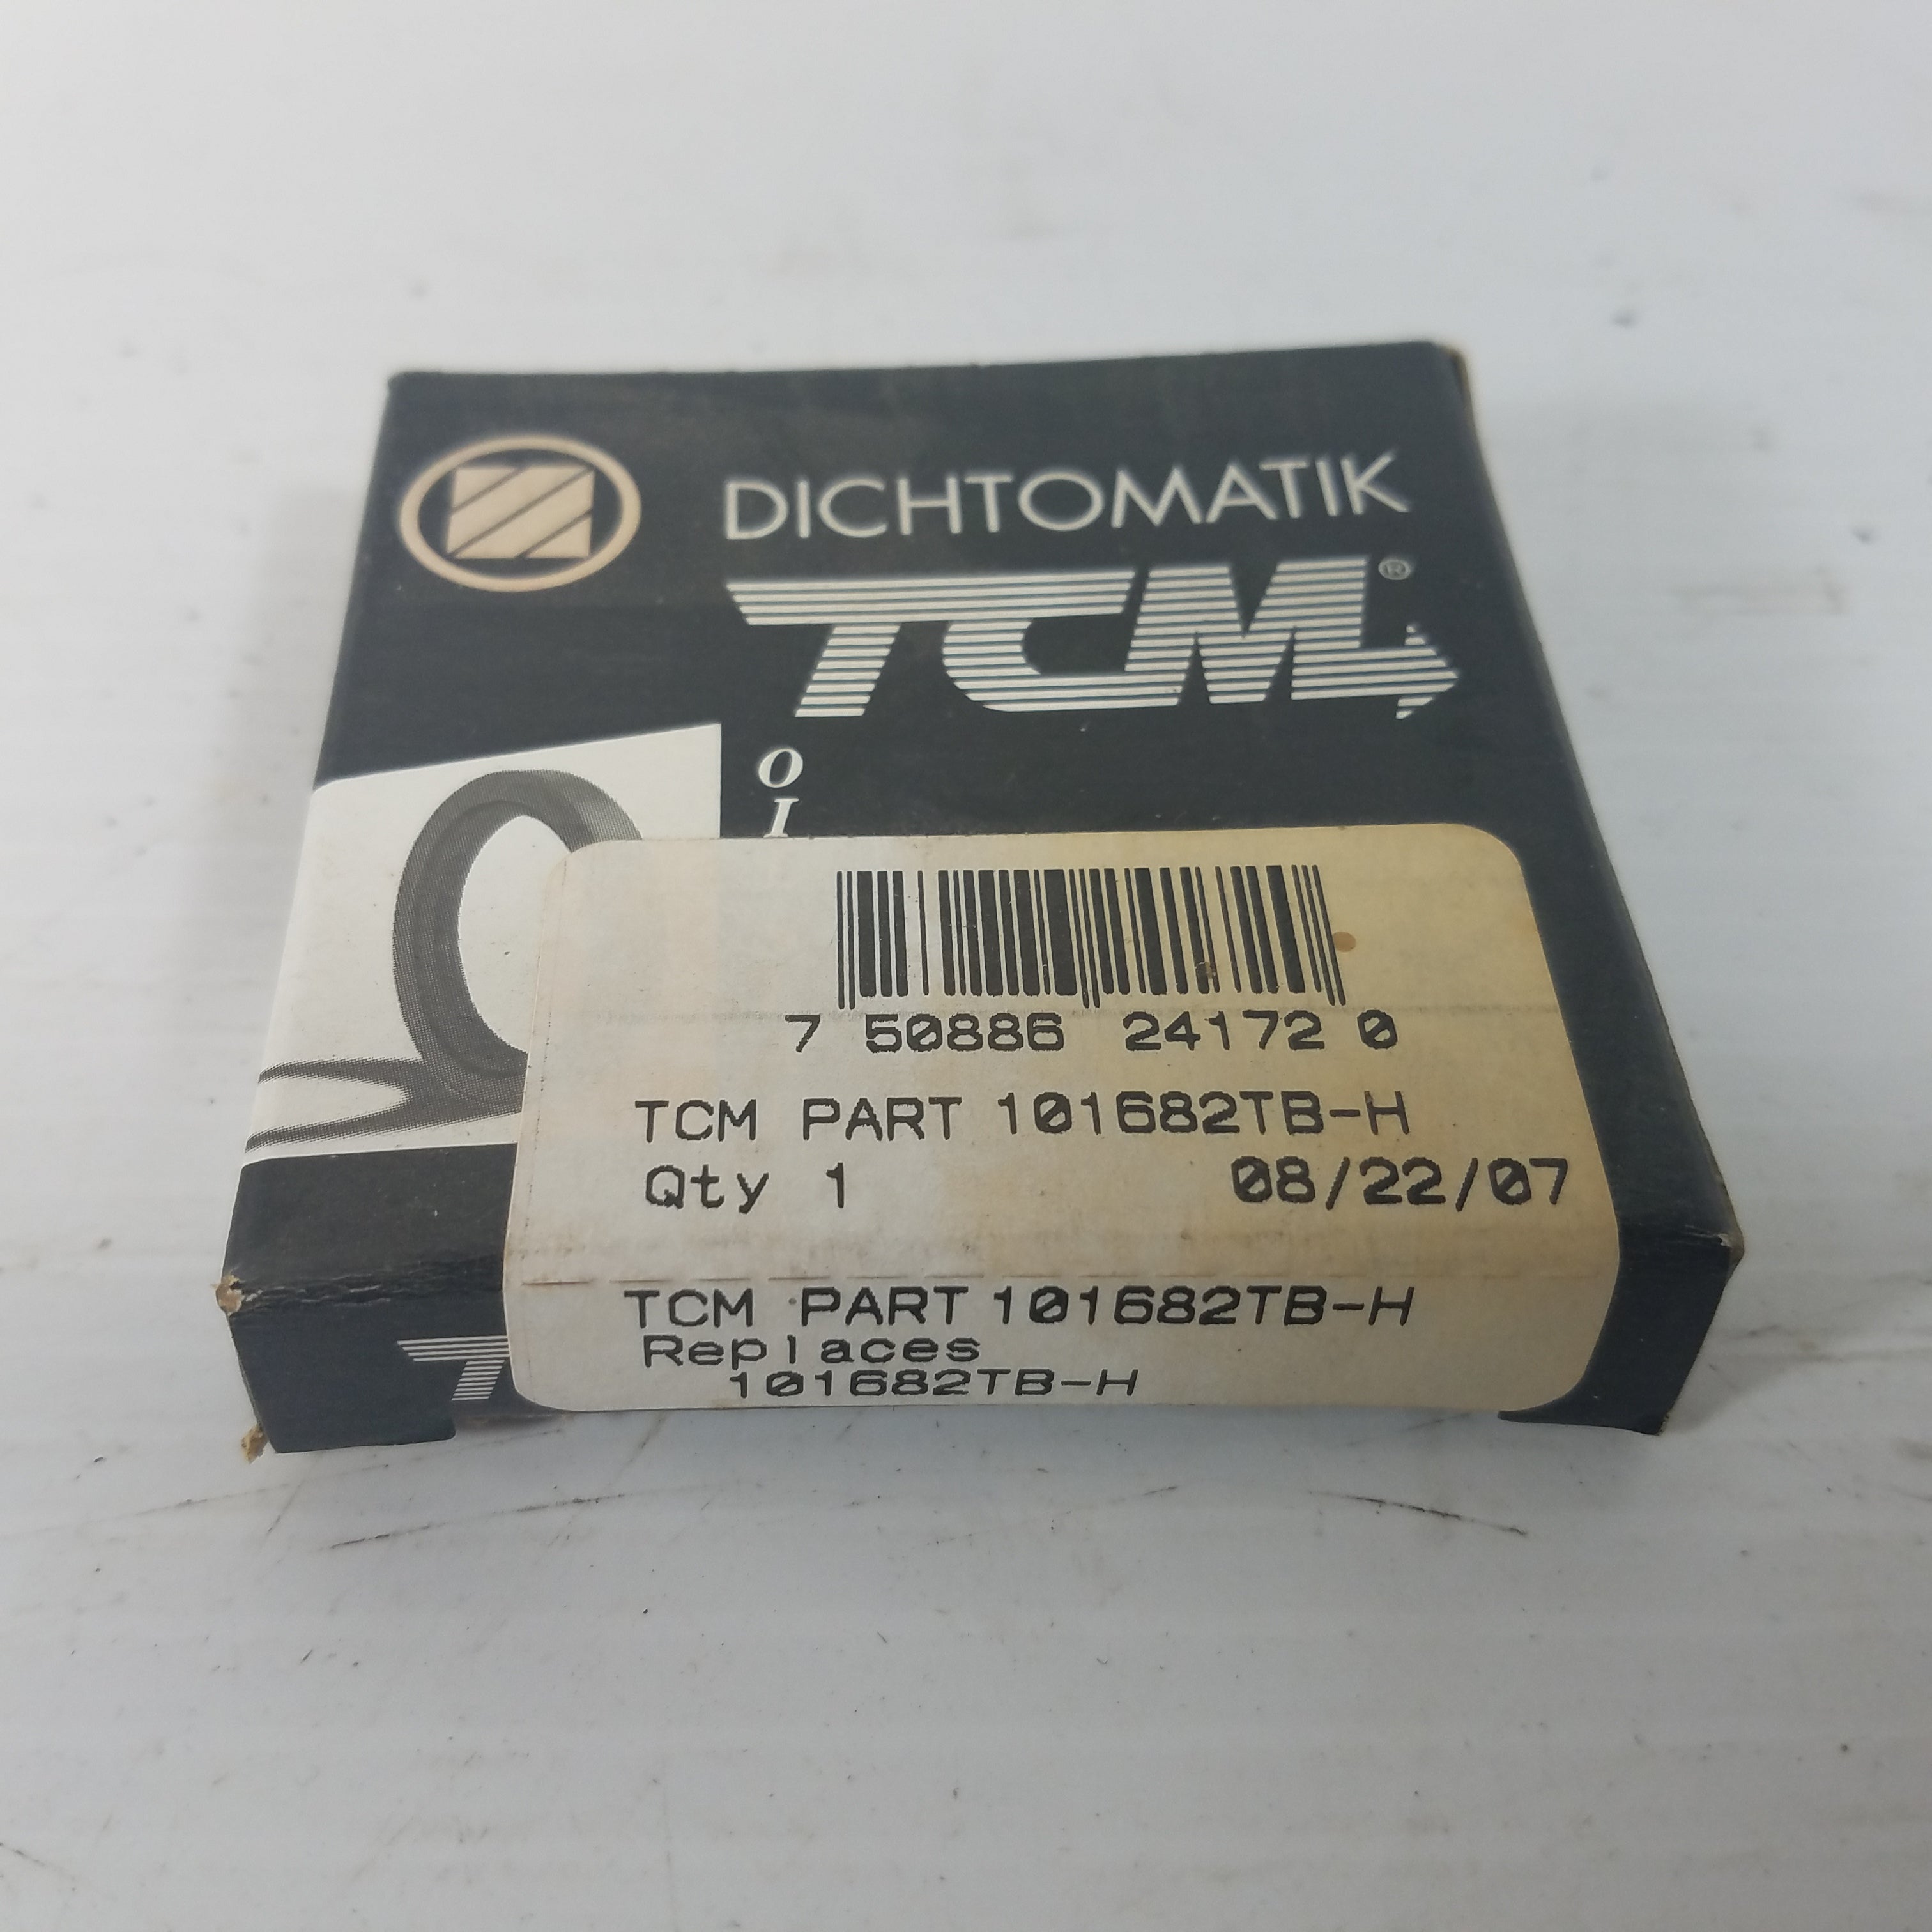 DICHTOMATIK
TCM®
O
I
7 50886 24172 0
TCM PART 101682TB-H
Qty 1 08/22/07
TCM PART 101682TB-H
Replaces
101682TB-H